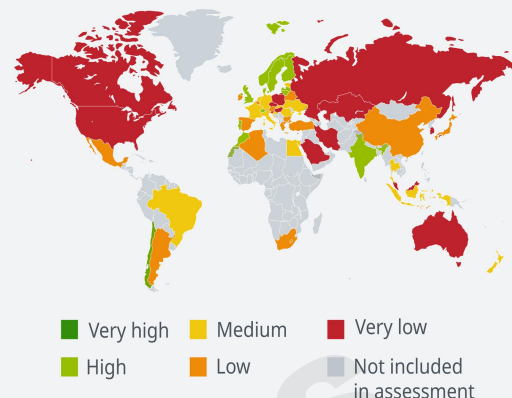 Very high
Medium
Very low
High
Low
Not included
in assessment